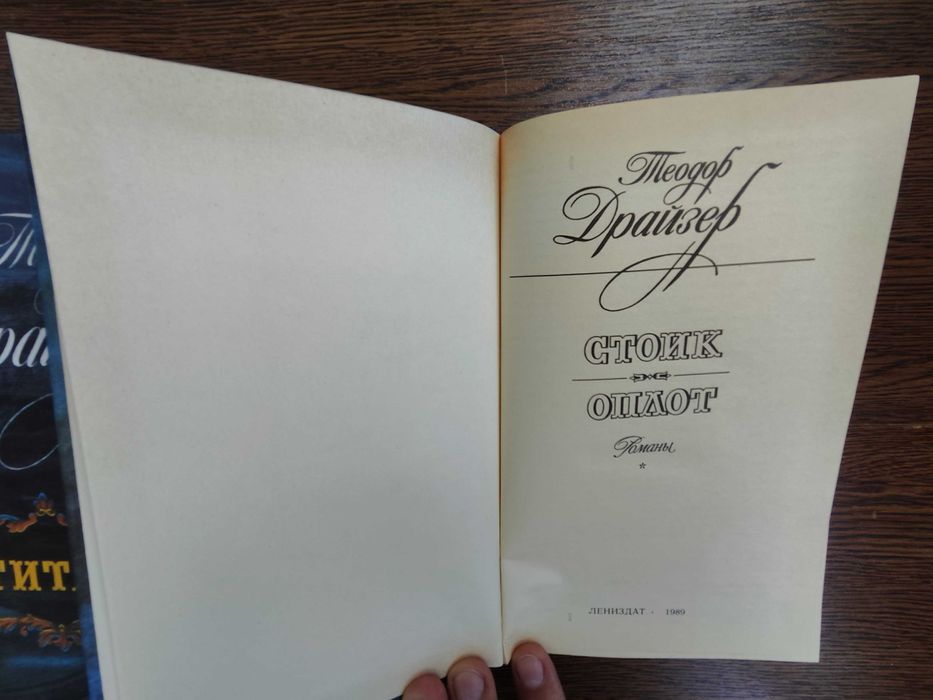 Теодор
Драйзер
СТОИК
ОПЛОТ
Романы
*
ЛЕНИЗДАТ · 1989